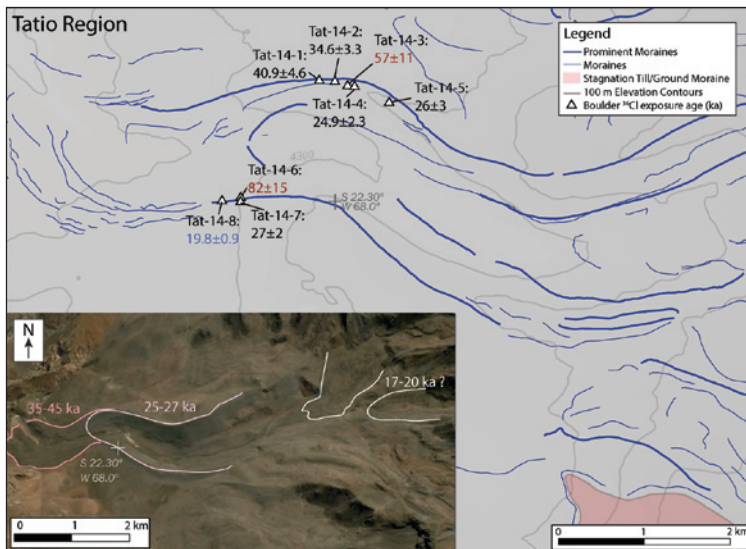 Tatio Region
Tat-14-1:
40.9±4.6
Tat-14-2:
34.6±3.3
Tat-14-3:
57±11
Tat-14-4:
24.9±2.3
Tat-14-5:
26±3
Legend
Prominent Moraines
Moraines
Stagnation Till/Ground Moraine
100 m Elevation Contours
Boulder ³⁶Cl exposure age (ka)
4300
Tat-14-6:
82±15
Tat-14-8:
19.8±0.9
Tat-14-7:
27±2
S 22.30°
W 68.0°
N
35-45 ka
25-27 ka
17-20 ka ?
S 22.30°
W 68.0°
0 1 2 km
0 1 2 km